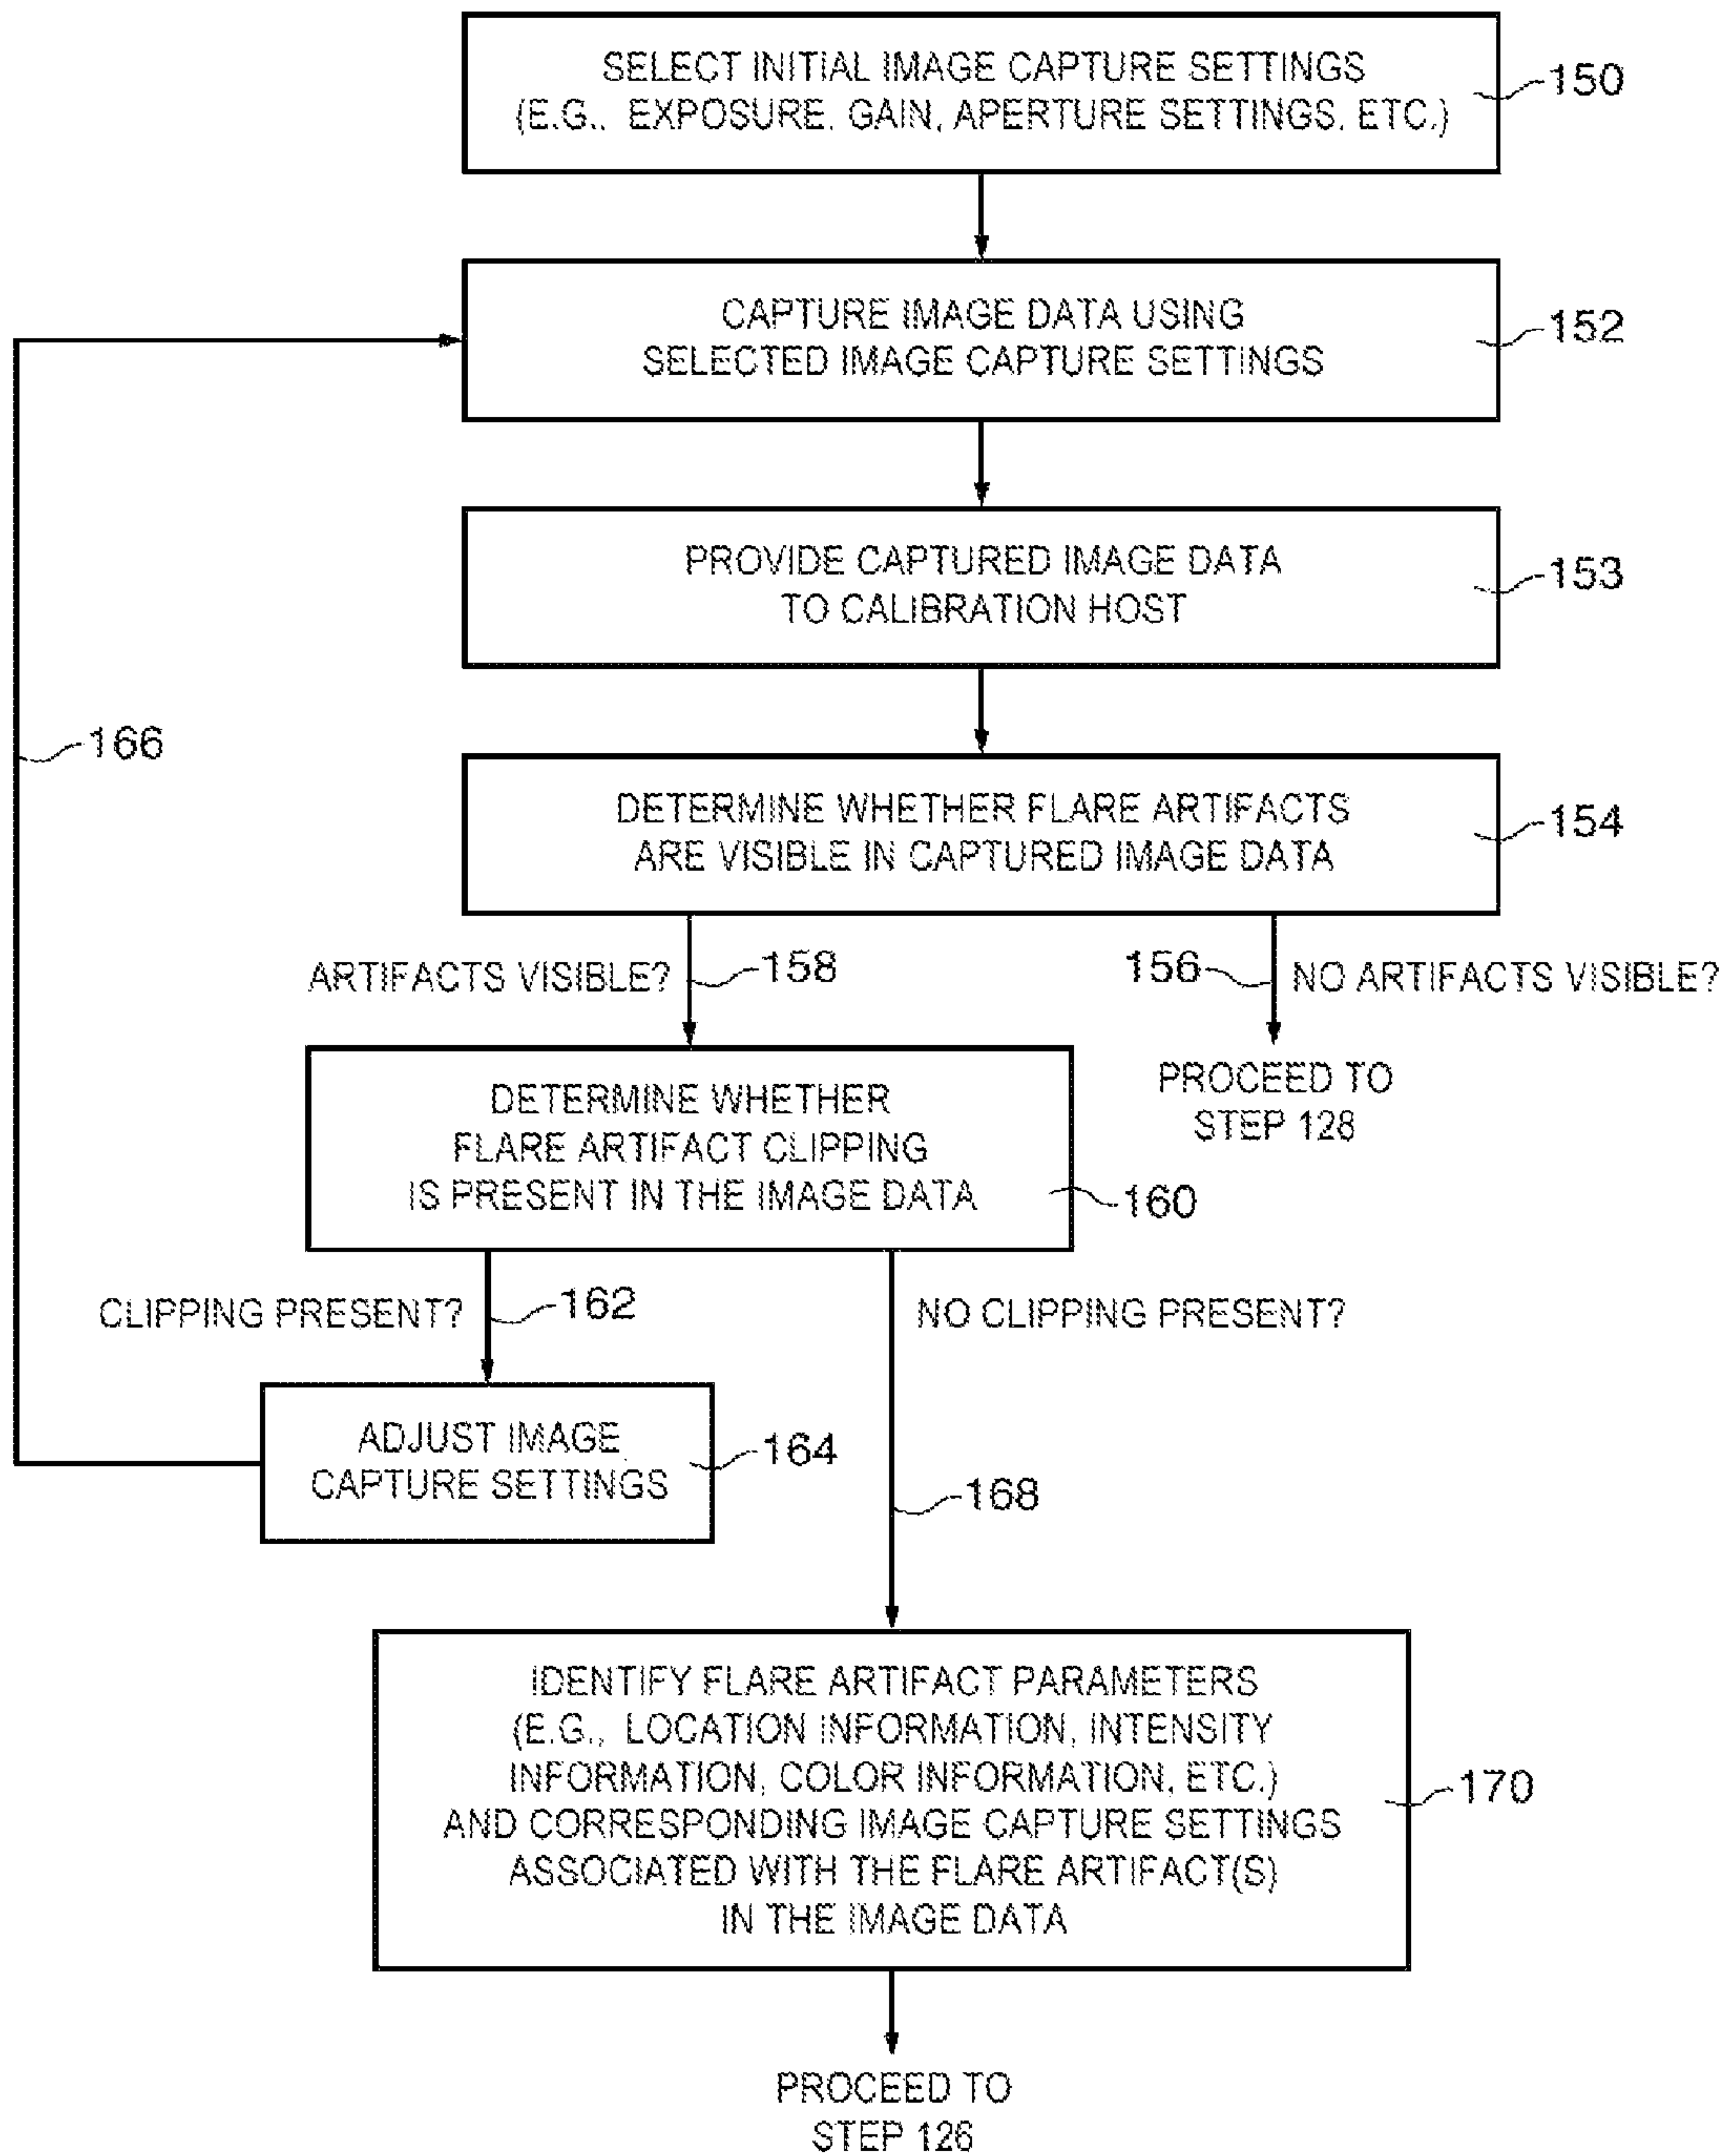 SELECT INITIAL IMAGE CAPTURE SETTINGS
(E.G., EXPOSURE, GAIN, APERTURE SETTINGS, ETC.)
150
CAPTURE IMAGE DATA USING
SELECTED IMAGE CAPTURE SETTINGS
152
PROVIDE CAPTURED IMAGE DATA
TO CALIBRATION HOST
153
166
DETERMINE WHETHER FLARE ARTIFACTS
ARE VISIBLE IN CAPTURED IMAGE DATA
154
ARTIFACTS VISIBLE?
158
156
NO ARTIFACTS VISIBLE?
PROCEED TO
STEP 128
DETERMINE WHETHER
FLARE ARTIFACT CLIPPING
IS PRESENT IN THE IMAGE DATA
160
CLIPPING PRESENT?
162
NO CLIPPING PRESENT?
ADJUST IMAGE
CAPTURE SETTINGS
164
168
IDENTIFY FLARE ARTIFACT PARAMETERS
(E.G., LOCATION INFORMATION, INTENSITY
INFORMATION, COLOR INFORMATION, ETC.)
AND CORRESPONDING IMAGE CAPTURE SETTINGS
ASSOCIATED WITH THE FLARE ARTIFACT(S)
IN THE IMAGE DATA
170
PROCEED TO
STEP 126